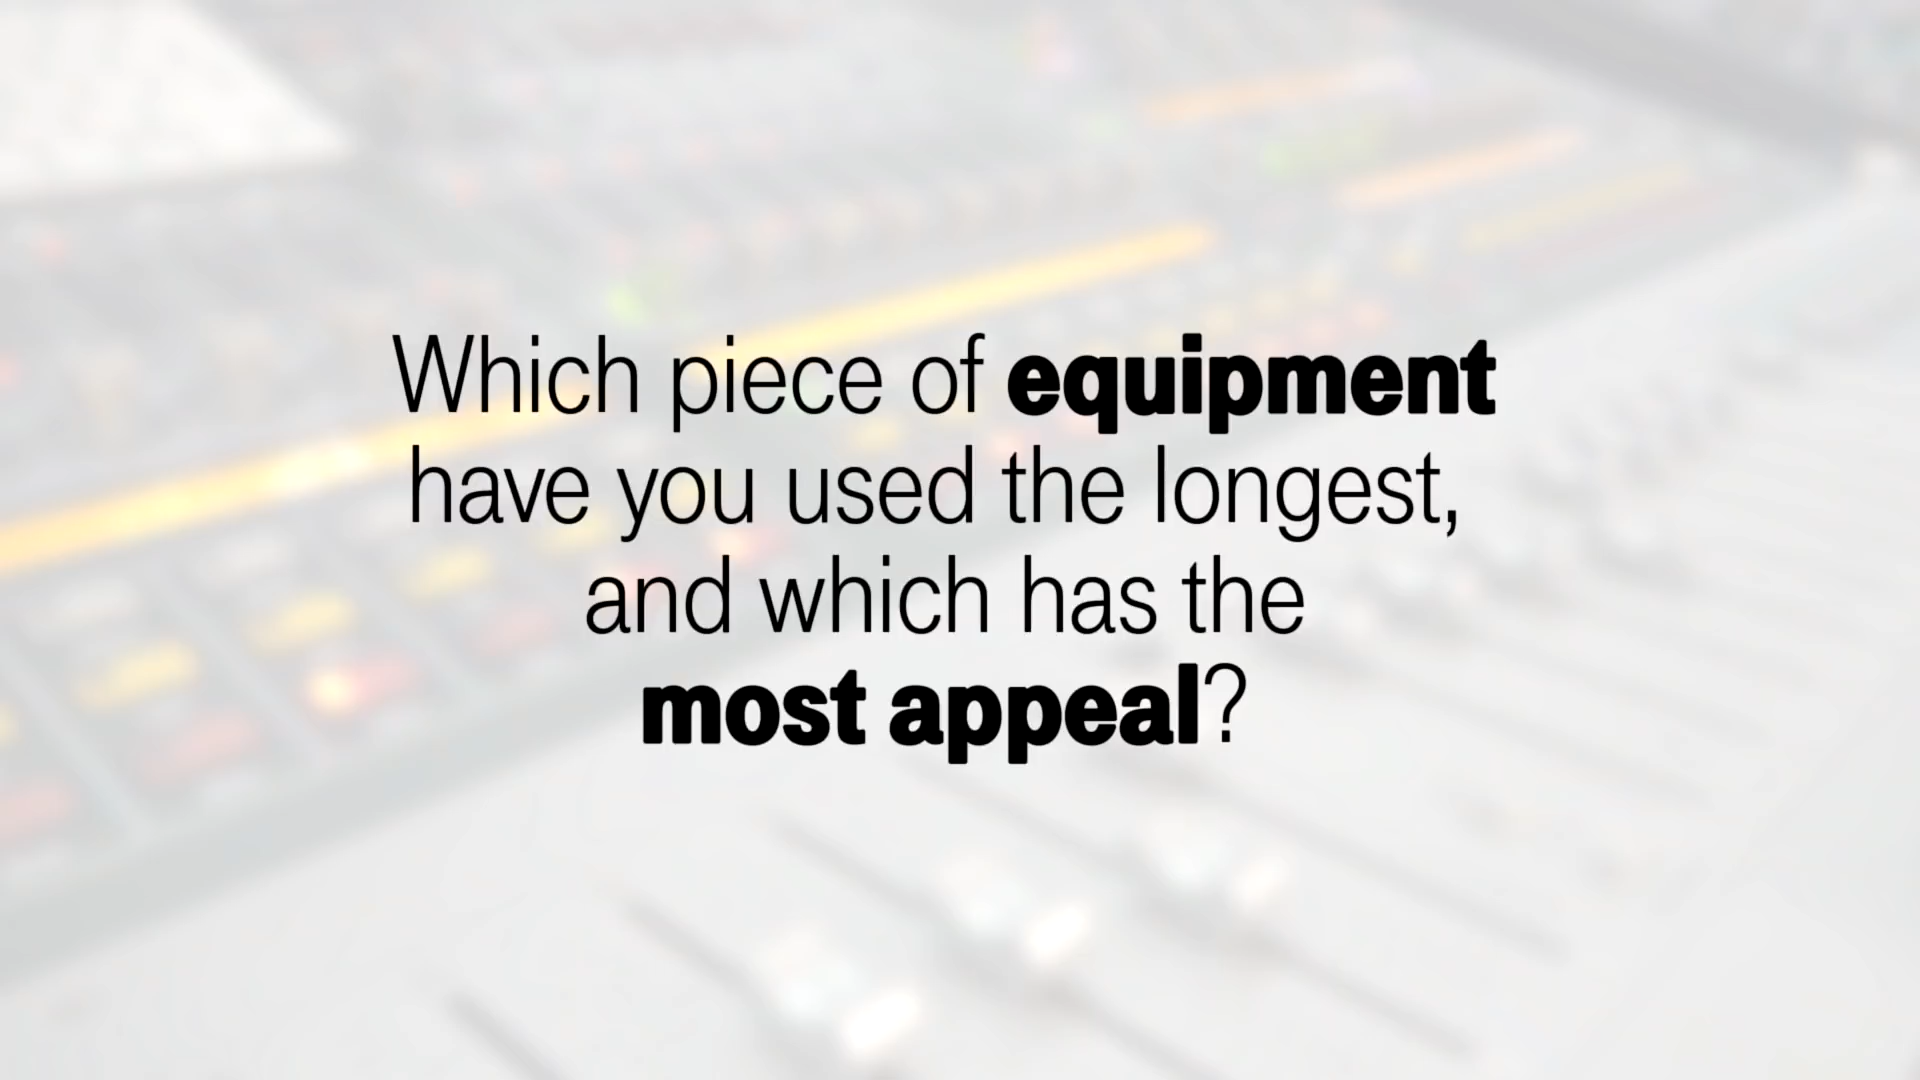 Which piece of equipment
have you used the longest,
and which has the
most appeal?